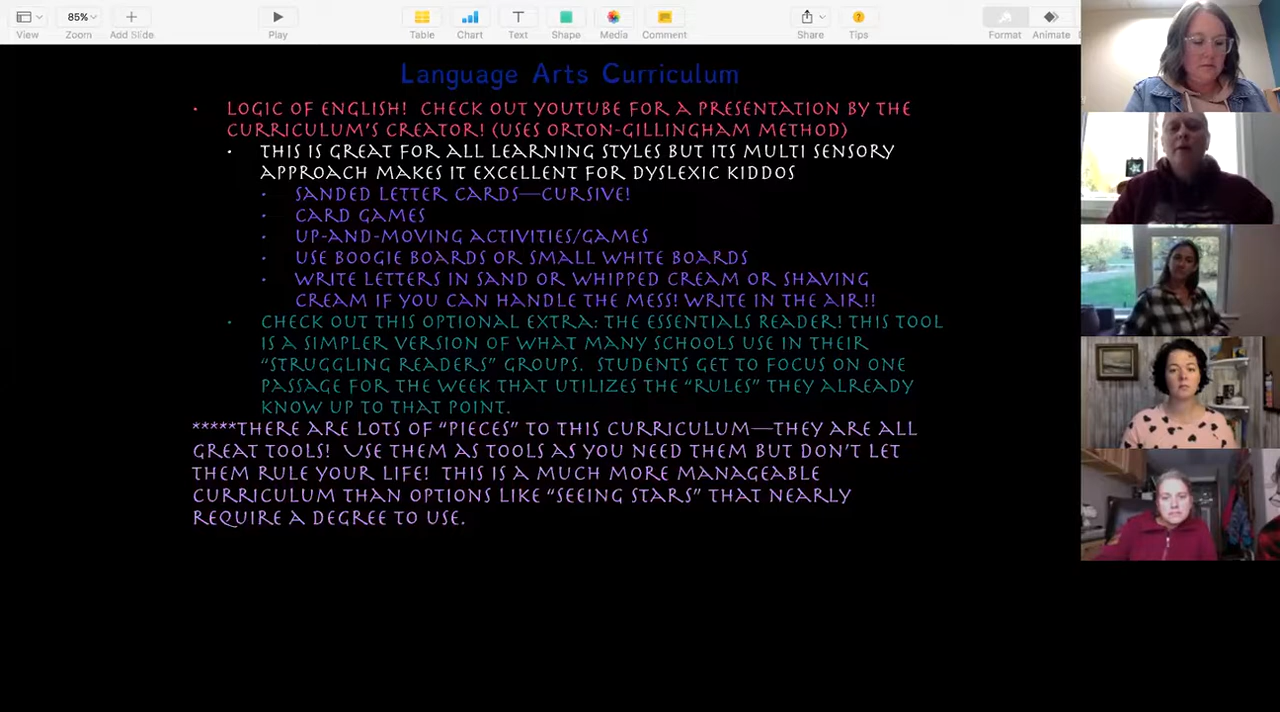 View
85%
Zoom
Add Slide
Play
Table
Chart
Text
Shape
Media
Comment
Share
Tips
Format
Animate
Language Arts Curriculum
• LOGIC OF ENGLISH! CHECK OUT YOUTUBE FOR A PRESENTATION BY THE
CURRICULUM'S CREATOR! (USES ORTON-GILLINGHAM METHOD)
• THIS IS GREAT FOR ALL LEARNING STYLES BUT ITS MULTI SENSORY
APPROACH MAKES IT EXCELLENT FOR DYSLEXIC KIDDOS
• SANDED LETTER CARDS—CURSIVE!
• CARD GAMES
• UP-AND-MOVING ACTIVITIES/GAMES
• USE BOOGIE BOARDS OR SMALL WHITE BOARDS
• WRITE LETTERS IN SAND OR WHIPPED CREAM OR SHAVING
CREAM IF YOU CAN HANDLE THE MESS! WRITE IN THE AIR!!
• CHECK OUT THIS OPTIONAL EXTRA: THE ESSENTIALS READER! THIS TOOL
IS A SIMPLER VERSION OF WHAT MANY SCHOOLS USE IN THEIR
"STRUGGLING READERS" GROUPS. STUDENTS GET TO FOCUS ON ONE
PASSAGE FOR THE WEEK THAT UTILIZES THE "RULES" THEY ALREADY
KNOW UP TO THAT POINT.
*****THERE ARE LOTS OF "PIECES" TO THIS CURRICULUM—THEY ARE ALL
GREAT TOOLS! USE THEM AS TOOLS AS YOU NEED THEM BUT DON'T LET
THEM RULE YOUR LIFE! THIS IS A MUCH MORE MANAGEABLE
CURRICULUM THAN OPTIONS LIKE "SEEING STARS" THAT NEARLY
REQUIRE A DEGREE TO USE.